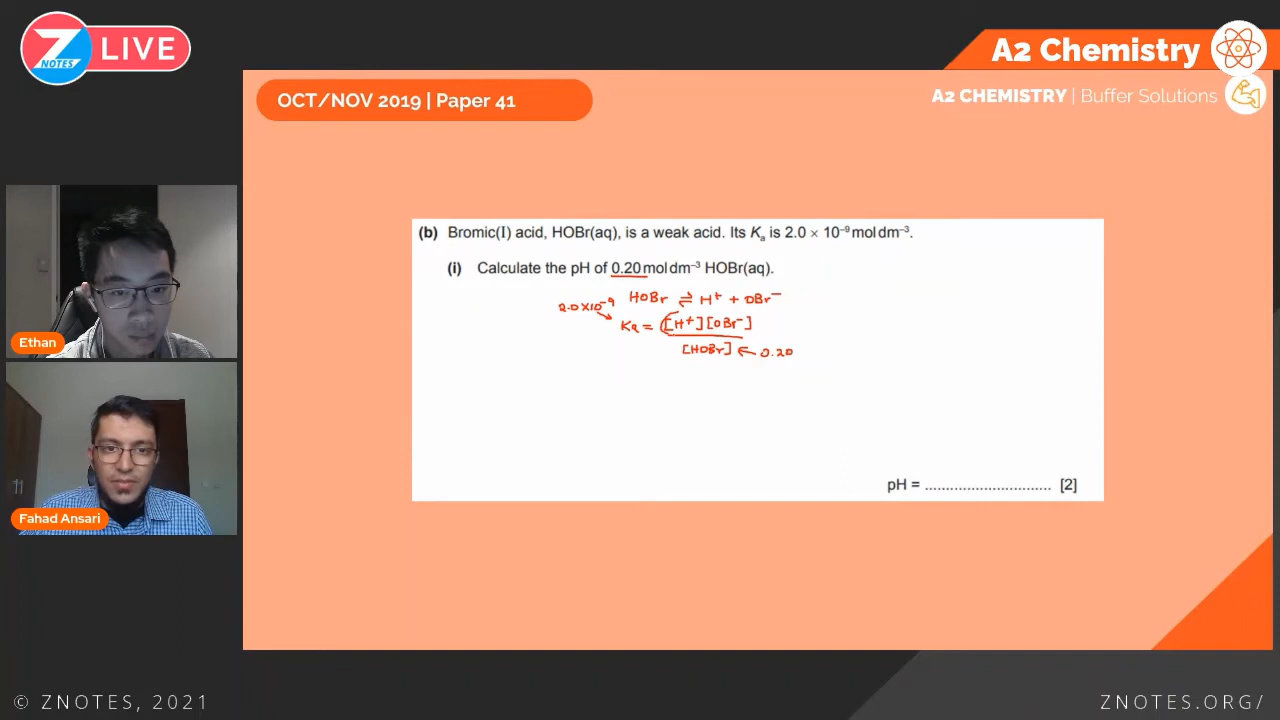 Z NOTES LIVE
A2 Chemistry
OCT/NOV 2019 | Paper 41
A2 CHEMISTRY | Buffer Solutions
(b) Bromic(I) acid, HOBr(aq), is a weak acid. Its Ka is 2.0 × 10⁻⁹ mol dm⁻³.
(i) Calculate the pH of 0.20 mol dm⁻³ HOBr(aq).
HOBr ⇌ H⁺ + OBr⁻
2.0×10⁻⁹
Ka = [H⁺][OBr⁻]
[HOBr] ← 0.20
pH = .............................. [2]
Ethan
Fahad Ansari
© ZNOTES, 2021
ZNOTES.ORG/